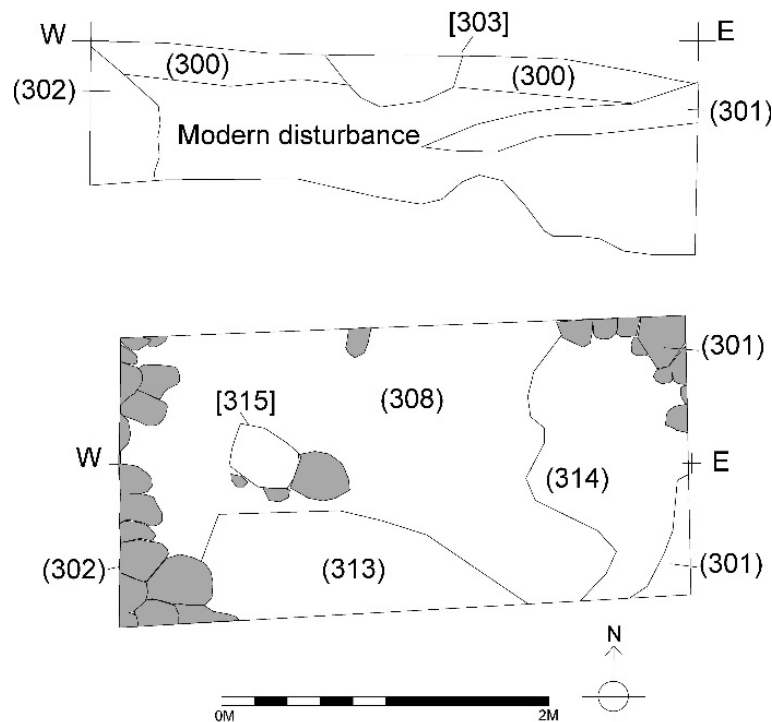 W
[303]
E
(300)
(300)
(302)
(301)
Modern disturbance
(301)
[315]
(308)
W
E
(314)
(302)
(313)
(301)
N
0M
2M